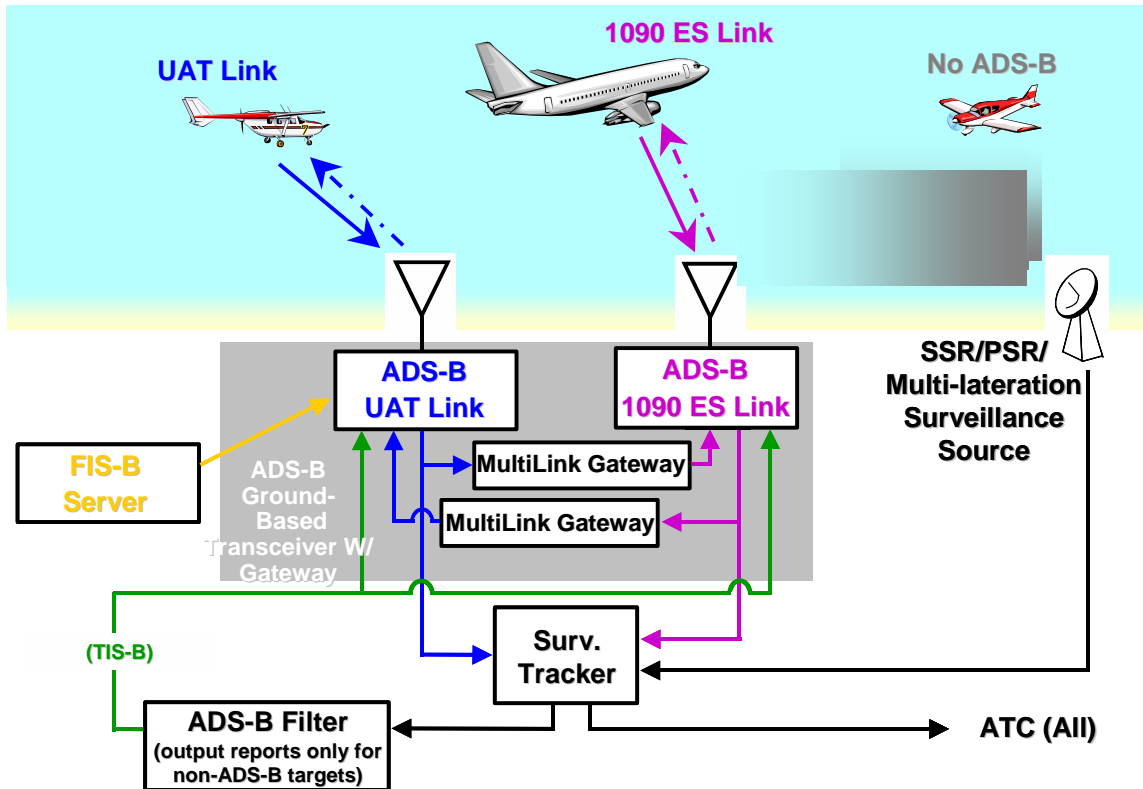 1090 ES Link
UAT Link
No ADS-B
7
ADS-B
UAT Link
ADS-B
1090 ES Link
SSR/PSR/
Multi-lateration
Surveillance
Source
FIS-B
Server
ADS-B
Ground-
Based
Transceiver W/
Gateway
MultiLink Gateway
MultiLink Gateway
(TIS-B)
Surv.
Tracker
ADS-B Filter
(output reports only for
non-ADS-B targets)
ATC (All)